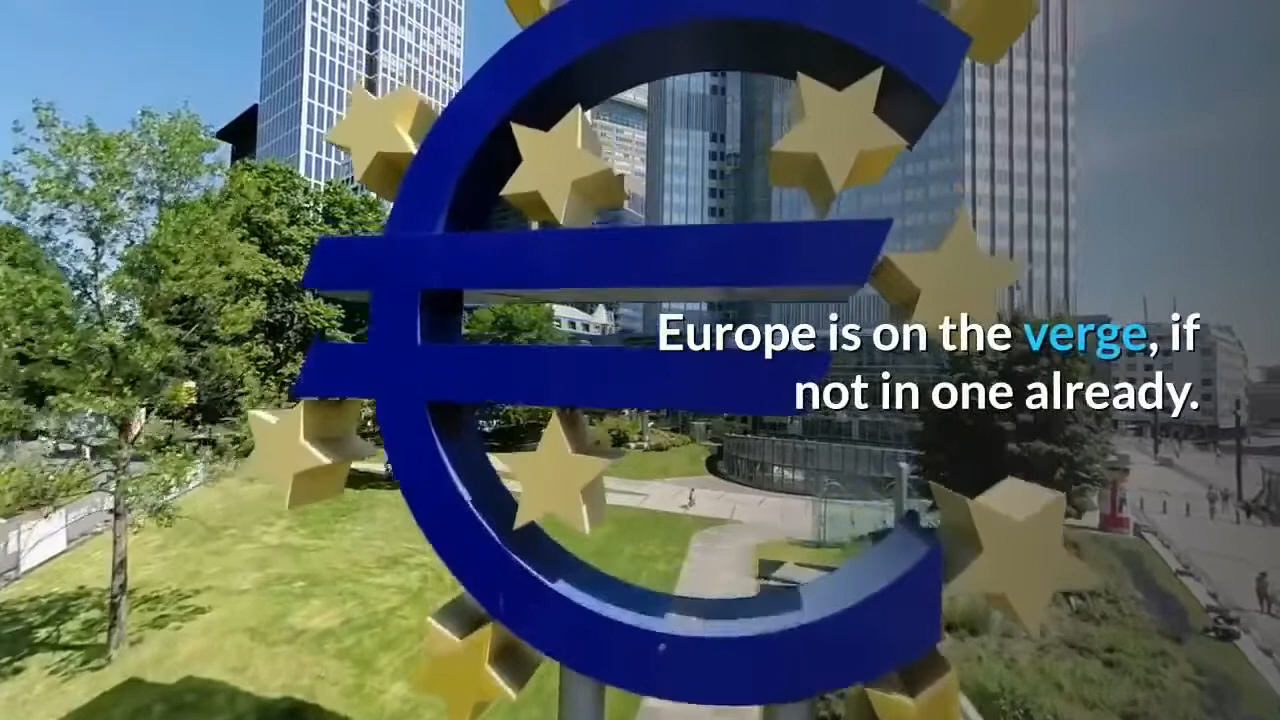 Europe is on the verge, if
not in one already.